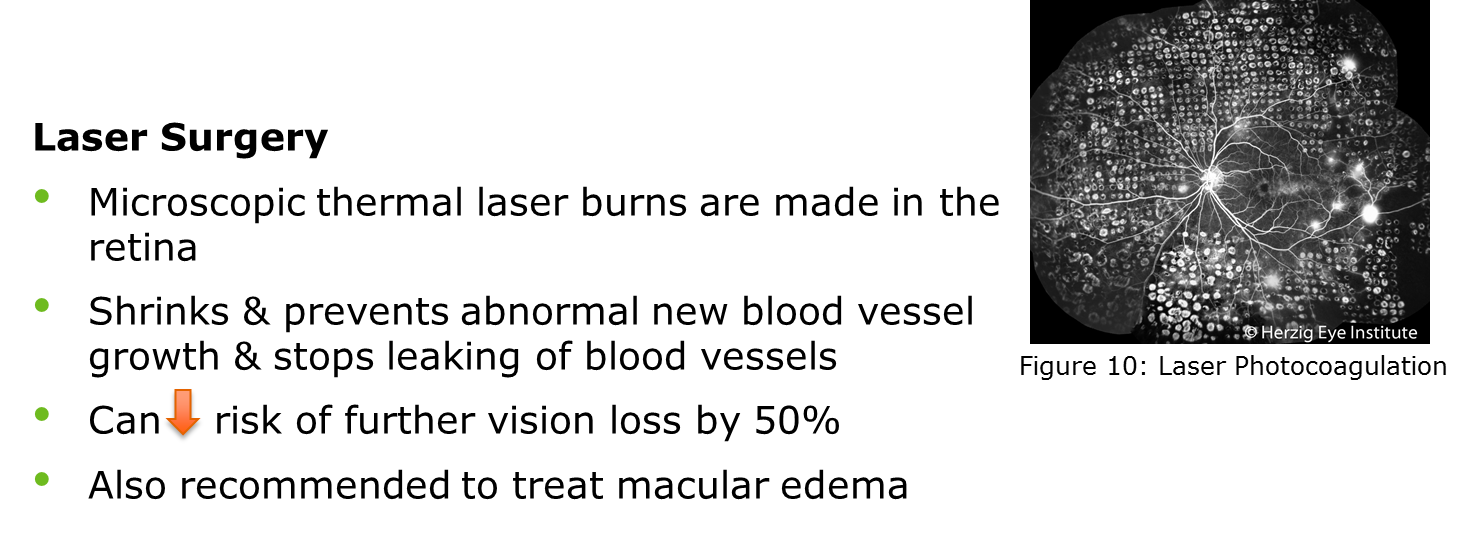 Laser Surgery
• Microscopic thermal laser burns are made in the
retina
• Shrinks & prevents abnormal new blood vessel
growth & stops leaking of blood vessels
• Can risk of further vision loss by 50%
• Also recommended to treat macular edema
© Herzig Eye Institute
Figure 10: Laser Photocoagulation